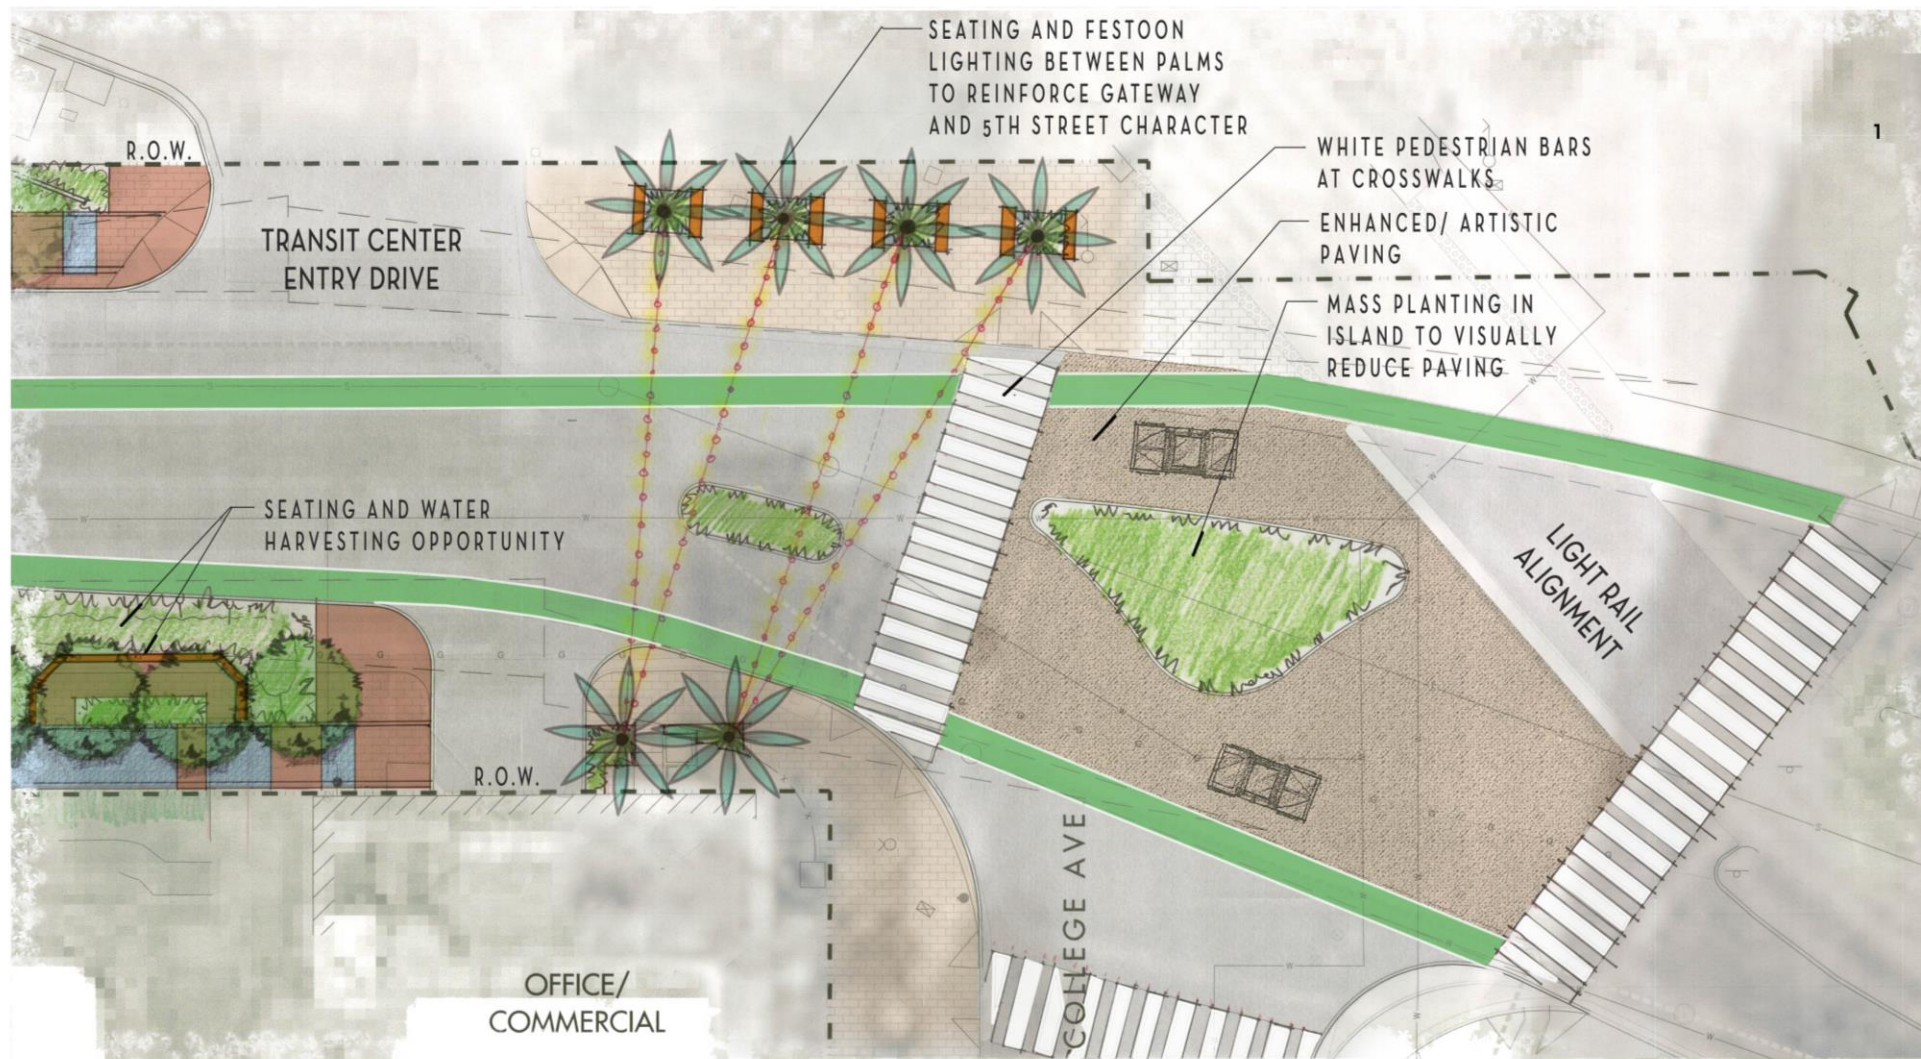 SEATING AND FESTOON
LIGHTING BETWEEN PALMS
TO REINFORCE GATEWAY
AND 5TH STREET CHARACTER
1
WHITE PEDESTRIAN BARS
AT CROSSWALKS
R.O.W.
ENHANCED/ ARTISTIC
PAVING
TRANSIT CENTER
ENTRY DRIVE
MASS PLANTING IN
ISLAND TO VISUALLY
REDUCE PAVING
SEATING AND WATER
HARVESTING OPPORTUNITY
LIGHT RAIL
ALIGNMENT
R.O.W.
COLLEGE AVE
OFFICE/
COMMERCIAL